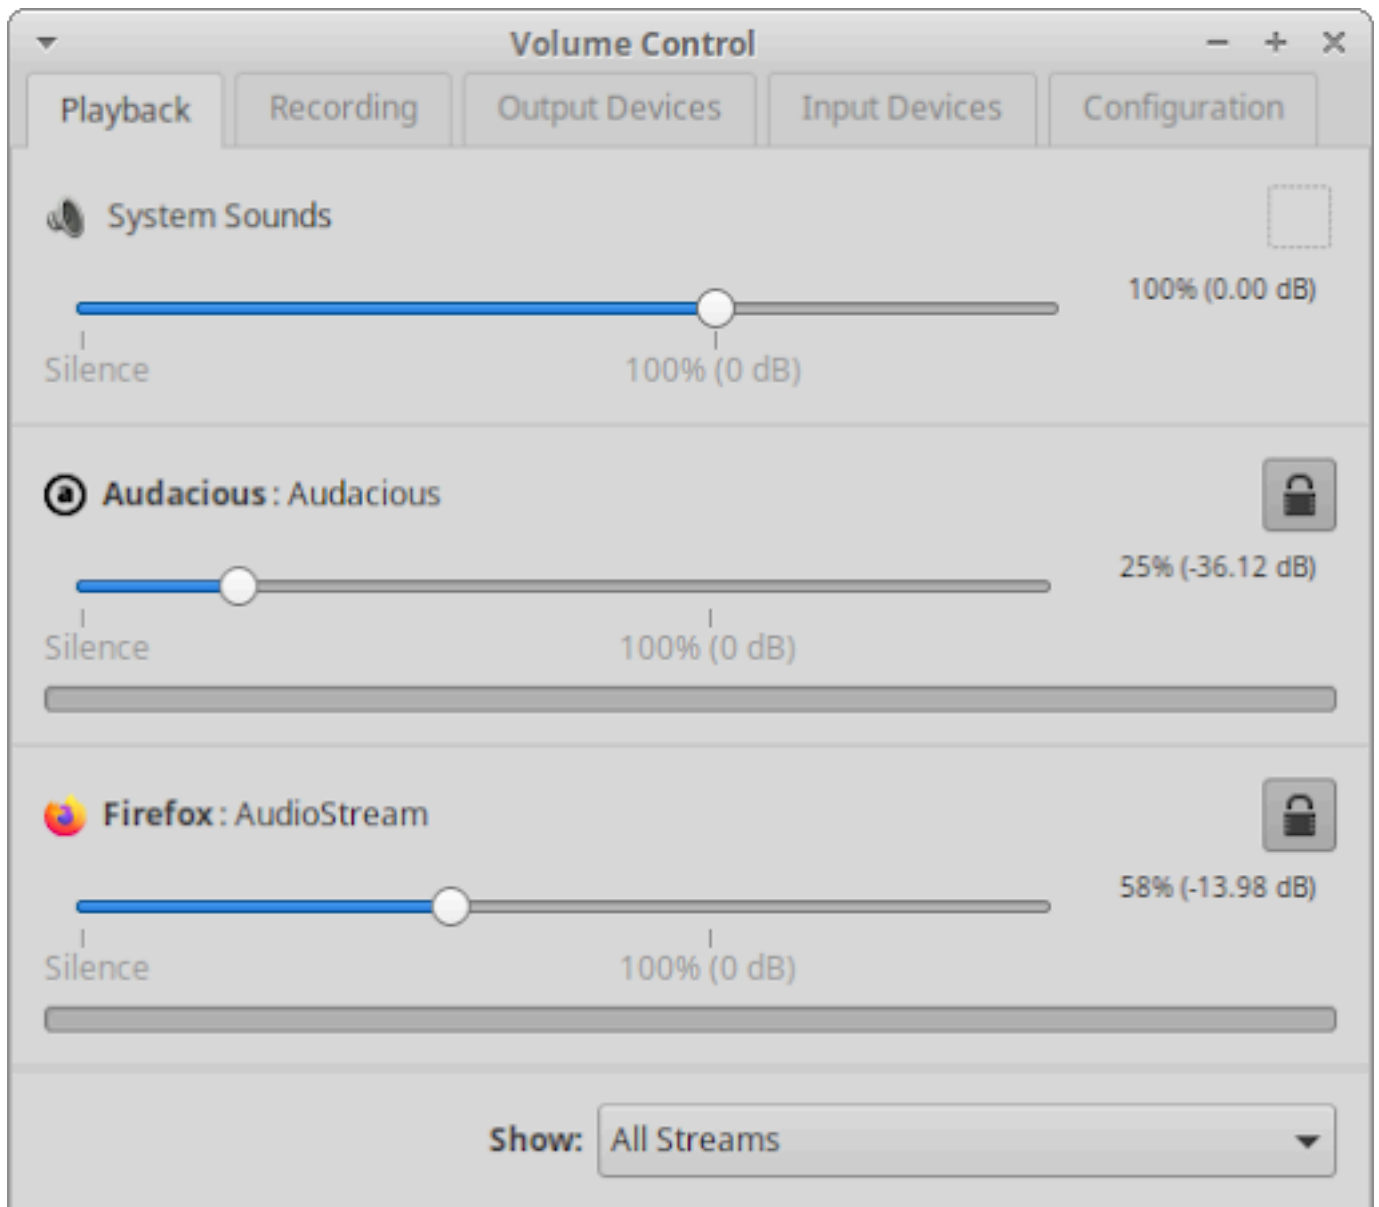 Volume Control
Playback Recording Output Devices Input Devices Configuration
System Sounds
100% (0.00 dB)
Silence 100% (0 dB)
Audacious : Audacious
25% (-36.12 dB)
Silence 100% (0 dB)
Firefox : AudioStream
58% (-13.98 dB)
Silence 100% (0 dB)
Show: All Streams